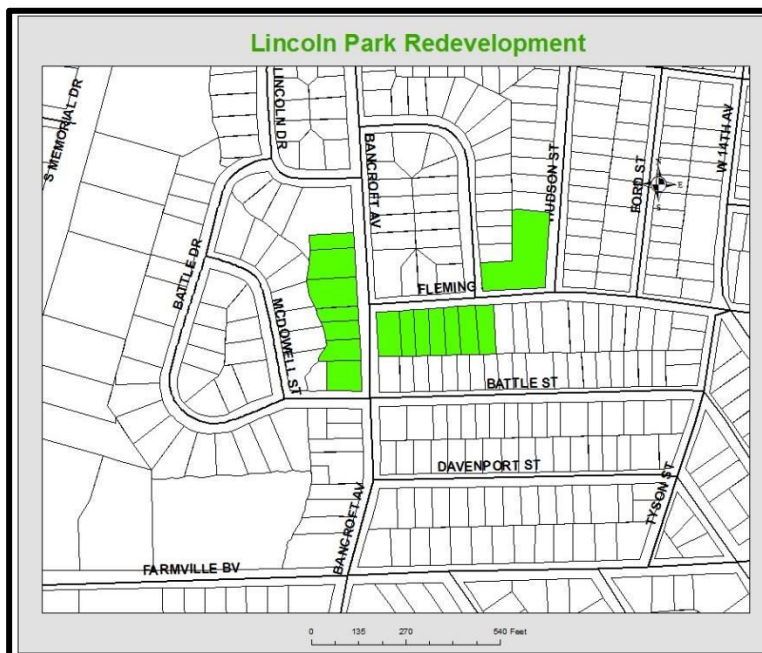 Lincoln Park Redevelopment
S MEMORIAL DR
LINCOLN DR
BANCROFT AV
HUDSON ST
FORD ST
W 14TH AV
N
E
S
BATTLE DR
MCDOWELL ST
FLEMING
BATTLE ST
DAVENPORT ST
BANCROFT AV
TYSON ST
FARMVILLE BV
0 135 270 540 Feet